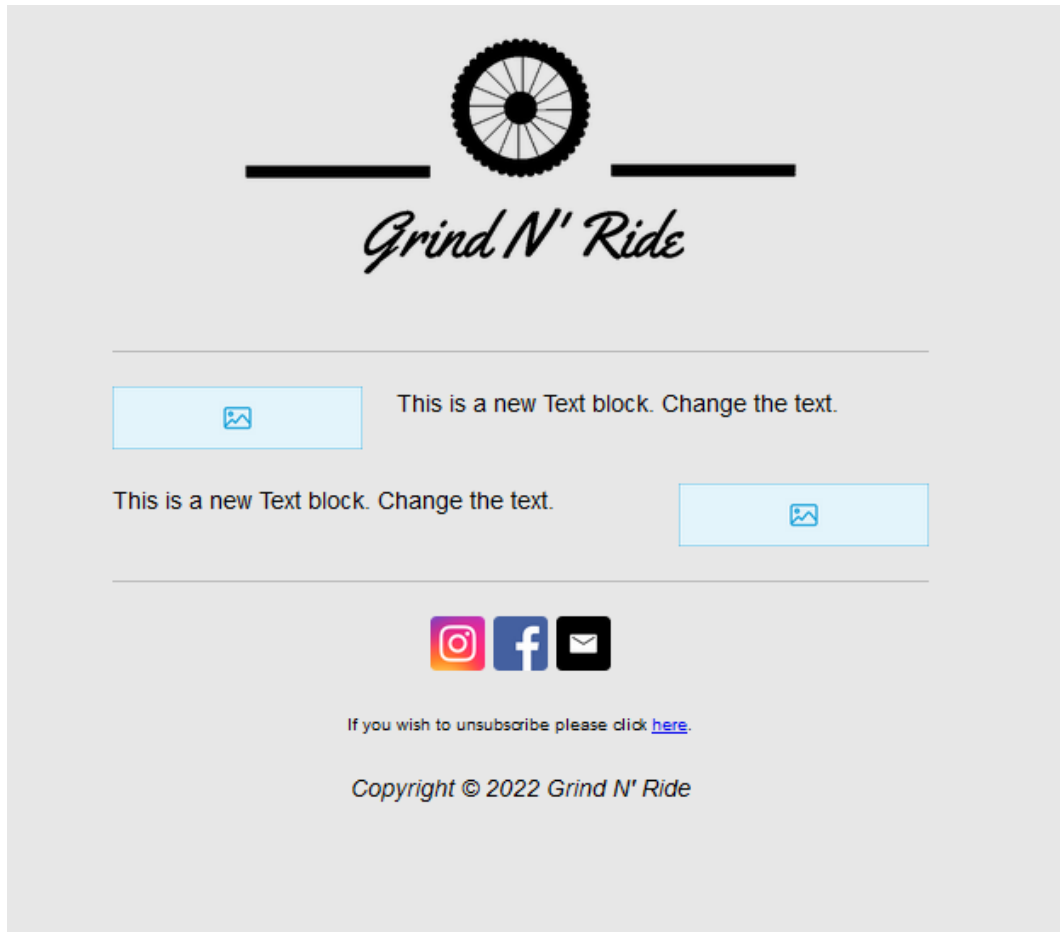 Grind N' Ride
This is a new Text block. Change the text.
This is a new Text block. Change the text.
If you wish to unsubscribe please click here.
Copyright © 2022 Grind N' Ride